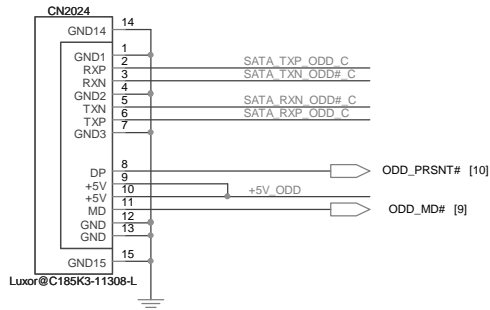 CN2024
GND14 14
GND1 1
RXP 2 SATA_TXP_ODD_C
RXN 3 SATA_TXN_ODD#_C
GND2 4
TXN 5 SATA_RXN_ODD#_C
TXP 6 SATA_RXP_ODD_C
GND3 7
DP 8 ODD_PRSNT# [10]
+5V 9
+5V 10 +5V_ODD
MD 11 ODD_MD# [9]
GND 12
GND 13
GND15 15
Luxor@C185K3-11308-L